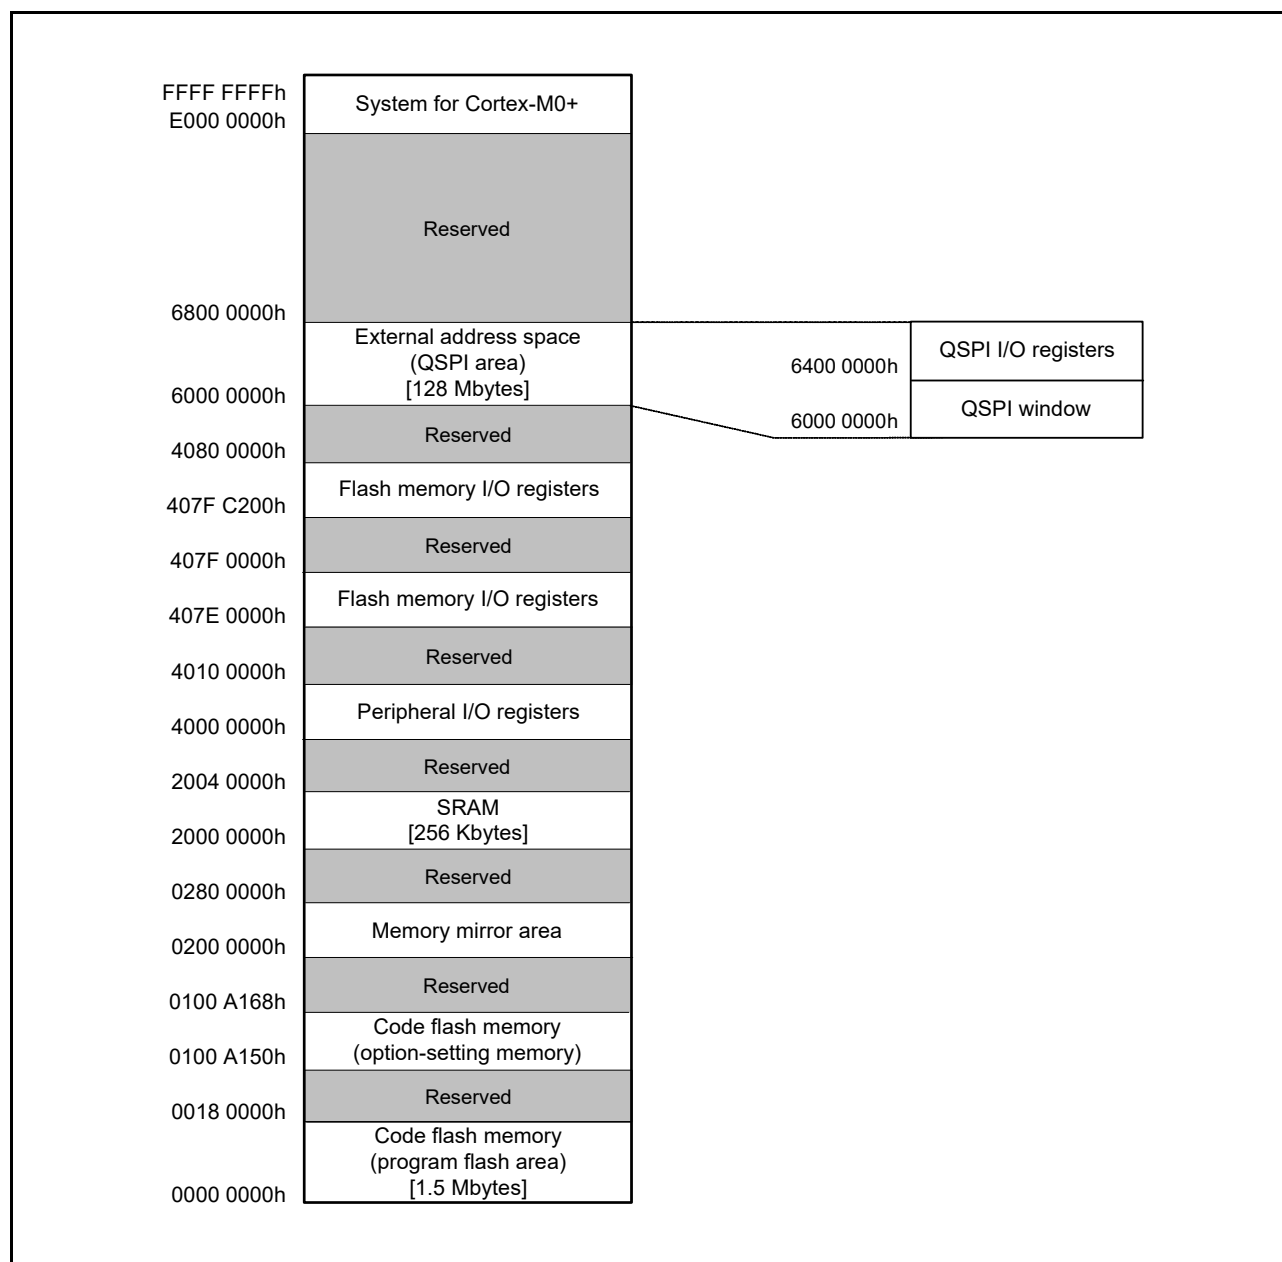 FFFF FFFFh
System for Cortex-M0+
E000 0000h
Reserved
6800 0000h
External address space
(QSPI area)
[128 Mbytes]
6000 0000h
QSPI I/O registers
6400 0000h
QSPI window
6000 0000h
Reserved
4080 0000h
Flash memory I/O registers
407F C200h
Reserved
407F 0000h
Flash memory I/O registers
407E 0000h
Reserved
4010 0000h
Peripheral I/O registers
4000 0000h
Reserved
2004 0000h
SRAM
[256 Kbytes]
2000 0000h
Reserved
0280 0000h
Memory mirror area
0200 0000h
Reserved
0100 A168h
Code flash memory
(option-setting memory)
0100 A150h
Reserved
0018 0000h
Code flash memory
(program flash area)
[1.5 Mbytes]
0000 0000h